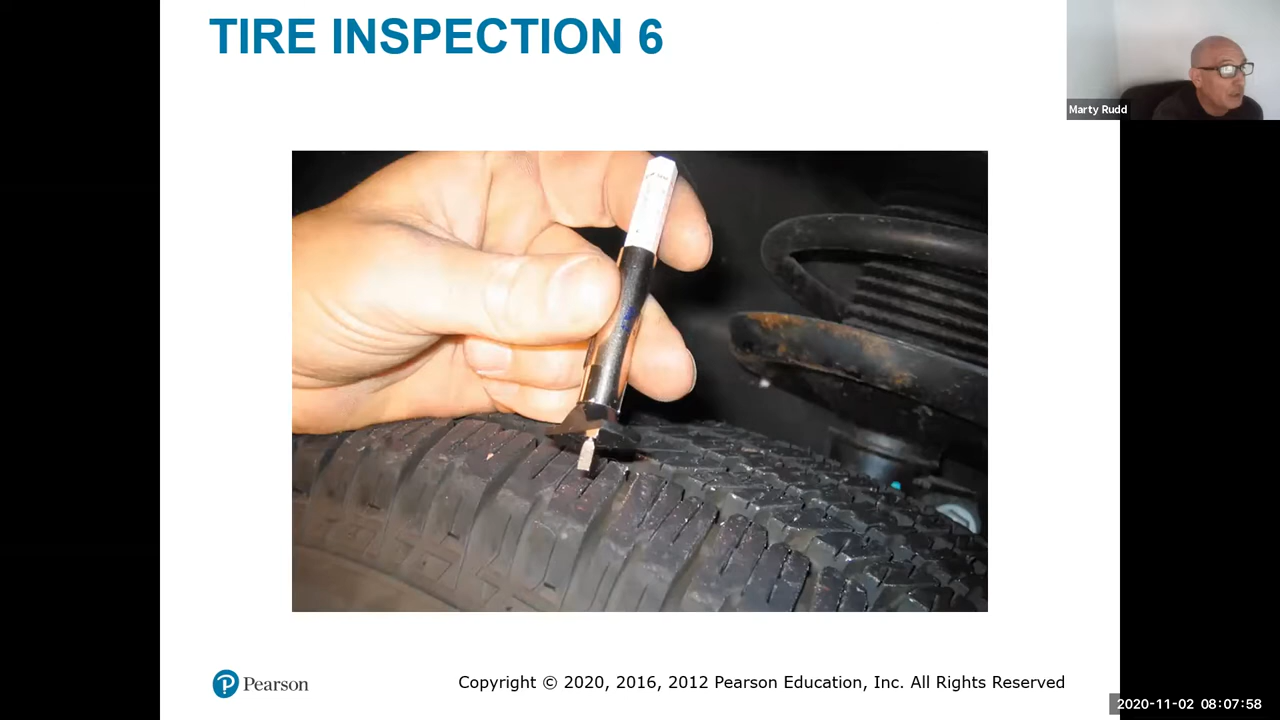 TIRE INSPECTION 6
Marty Rudd
Pearson
Copyright © 2020, 2016, 2012 Pearson Education, Inc. All Rights Reserved
2020-11-02 08:07:58